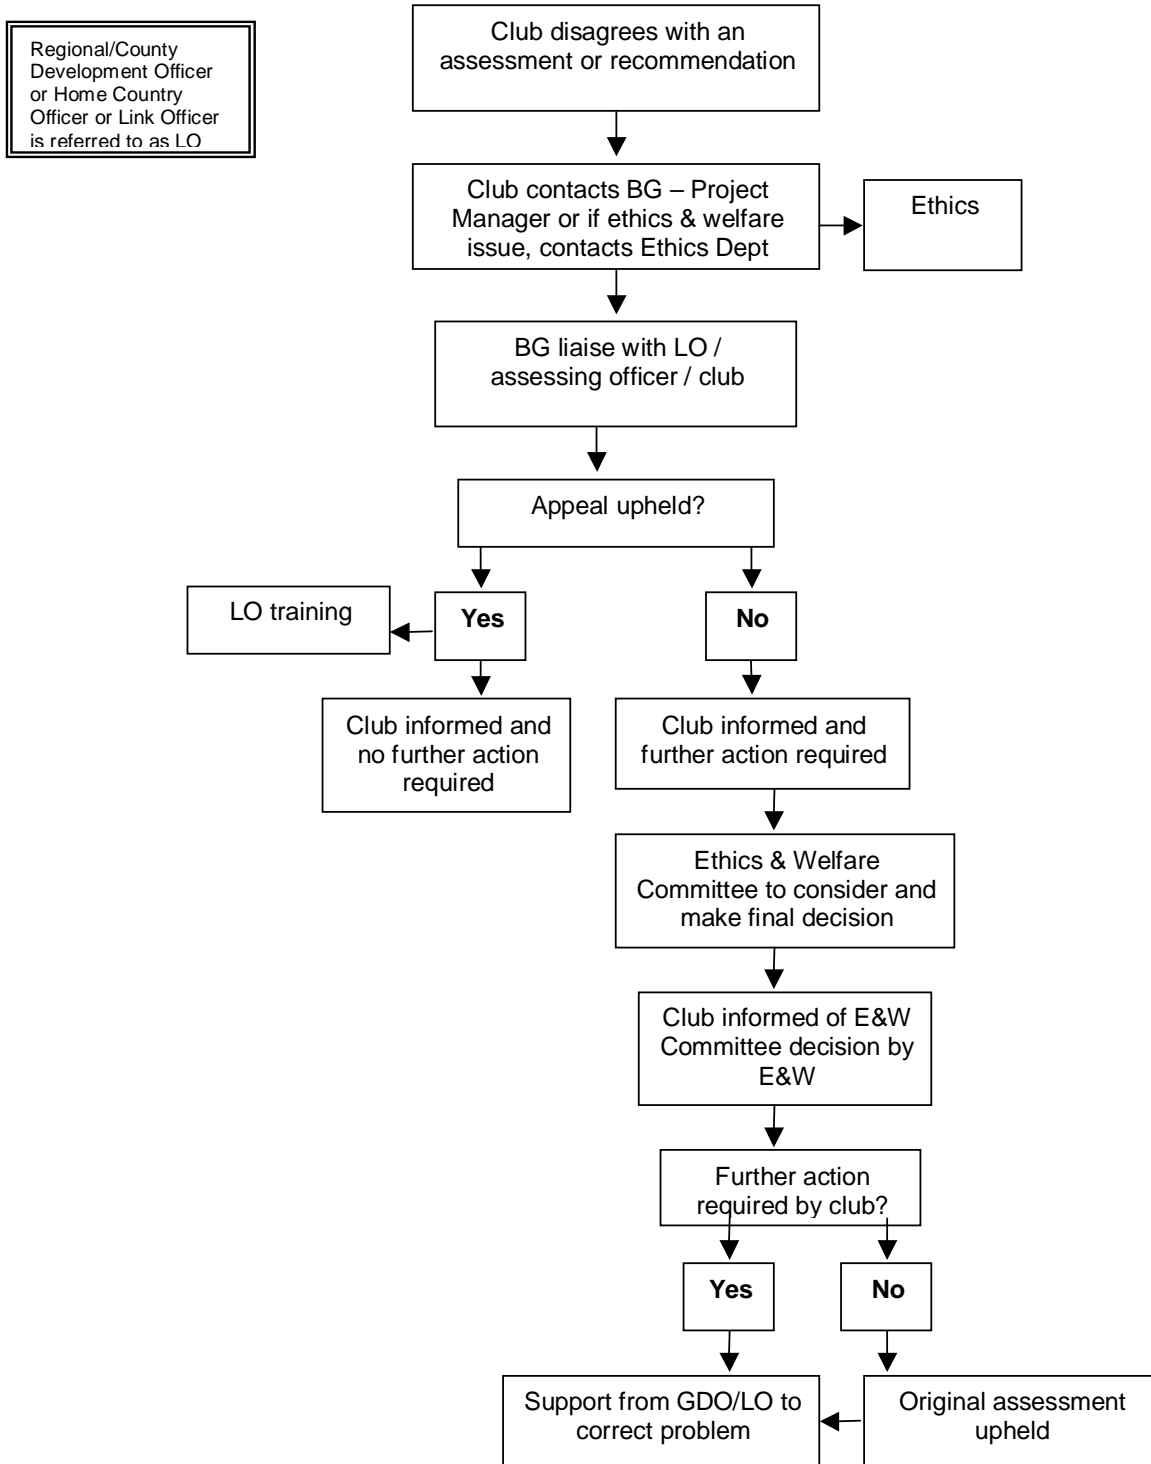 Regional/County
Development Officer
or Home Country
Officer or Link Officer
is referred to as LO
Club disagrees with an
assessment or recommendation
Club contacts BG – Project
Manager or if ethics & welfare
issue, contacts Ethics Dept
Ethics
BG liaise with LO /
assessing officer / club
Appeal upheld?
LO training
Yes
No
Club informed and
no further action
required
Club informed and
further action required
Ethics & Welfare
Committee to consider and
make final decision
Club informed of E&W
Committee decision by
E&W
Further action
required by club?
Yes
No
Support from GDO/LO to
correct problem
Original assessment
upheld